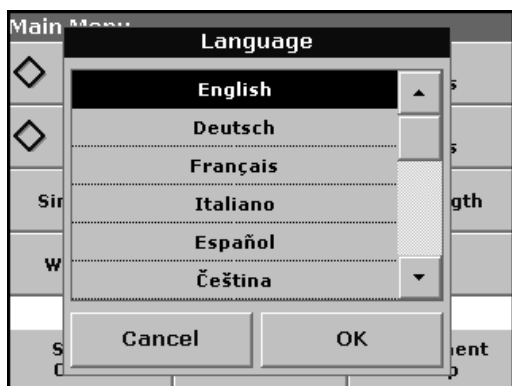 Main Menu
Language
English
Deutsch
Français
Italiano
Español
Čeština
Cancel
OK